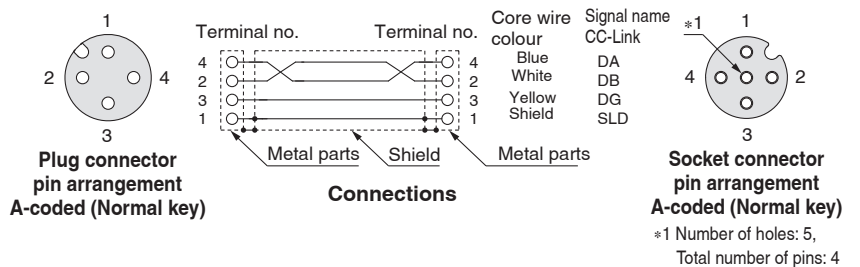 1
2
4
3
Plug connector
pin arrangement
A-coded (Normal key)
Terminal no.
Terminal no.
4
2
3
1
4
2
3
1
Metal parts
Shield
Metal parts
Connections
Core wire
colour
Blue
White
Yellow
Shield
Signal name
CC-Link
DA
DB
DG
SLD
*1
1
4
2
3
Socket connector
pin arrangement
A-coded (Normal key)
*1 Number of holes: 5,
Total number of pins: 4